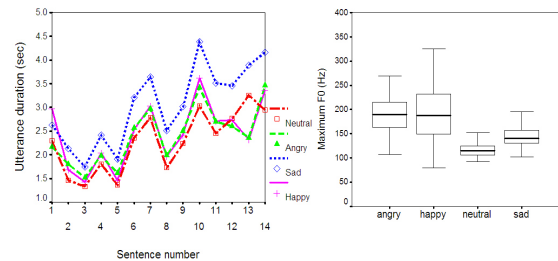 Utterance duration (sec)
5.0
4.5
4.0
3.5
3.0
2.5
2.0
1.5
1.0
1
2
3
4
5
6
7
8
9
10
11
12
13
14
Sentence number
Neutral
Angry
Sad
Happy
Maximum F0 (Hz)
400
350
300
250
200
150
100
50
0
angry
happy
neutral
sad